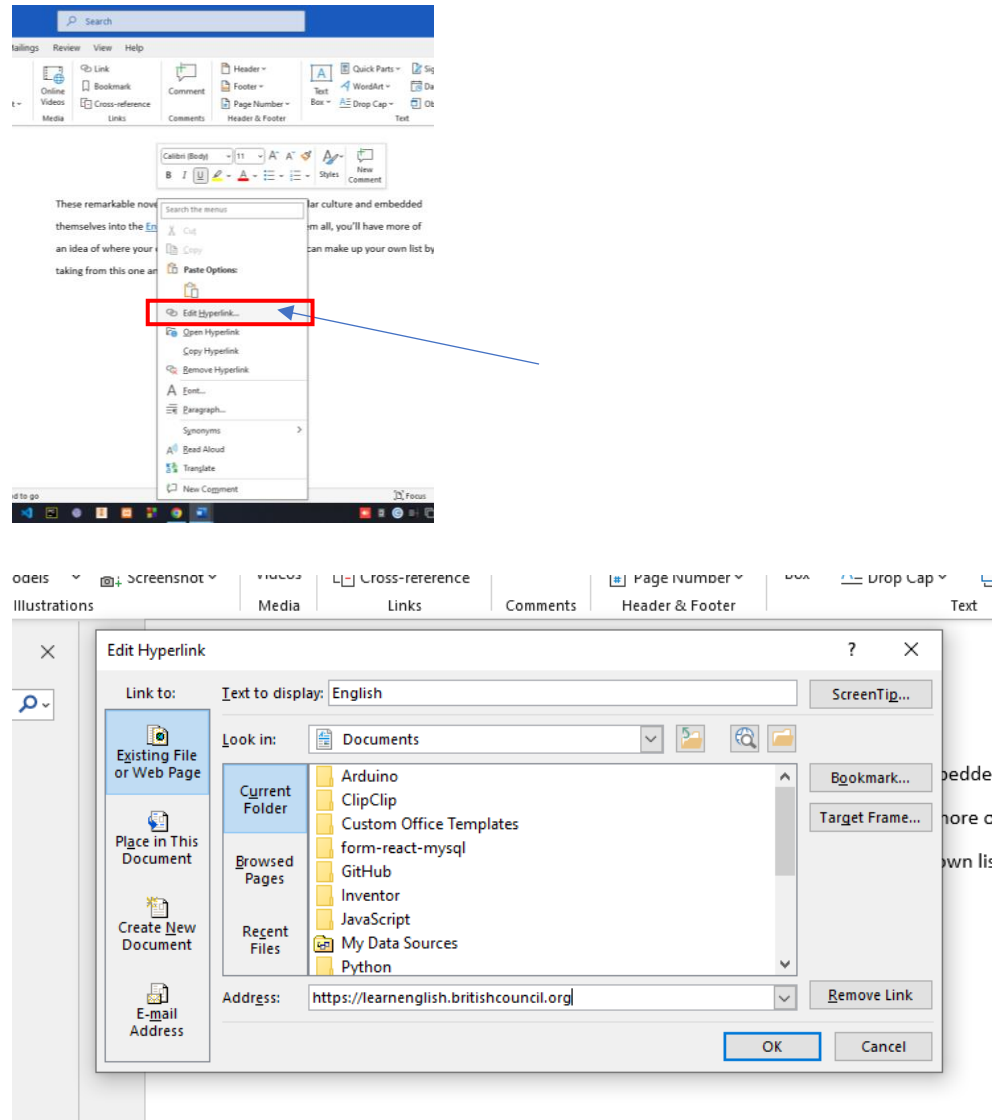 Search
Mailings Review View Help
Link Header Quick Parts
Online Videos Bookmark Comment Footer Text Box WordArt
Cross-reference Page Number Drop Cap
Media Links Comments Header & Footer Text
Calibri (Body) 11 A A Styles New Comment
B I U A
These remarkable nove lar culture and embedded
themselves into the En em all, you'll have more of
an idea of where your can make up your own list by
taking from this one an
Search the menus
Cut
Copy
Paste Options:
Edit Hyperlink...
Open Hyperlink
Copy Hyperlink
Remove Hyperlink
Font...
Paragraph...
Synonyms
Read Aloud
Translate
New Comment
d to go Focus
odels Screenshot Videos Cross-reference Page Number Box Drop Cap
Illustrations Media Links Comments Header & Footer Text
Edit Hyperlink ?
Link to: Text to display: English ScreenTip...
Existing File or Web Page
Look in: Documents
Current Folder
Arduino
ClipClip
Custom Office Templates
form-react-mysql
GitHub
Inventor
JavaScript
My Data Sources
Python
Bookmark...
Target Frame...
Place in This Document
Browsed Pages
Create New Document
Recent Files
E-mail Address
Address: https://learnenglish.britishcouncil.org Remove Link
OK Cancel
bedde
nore o
own lis